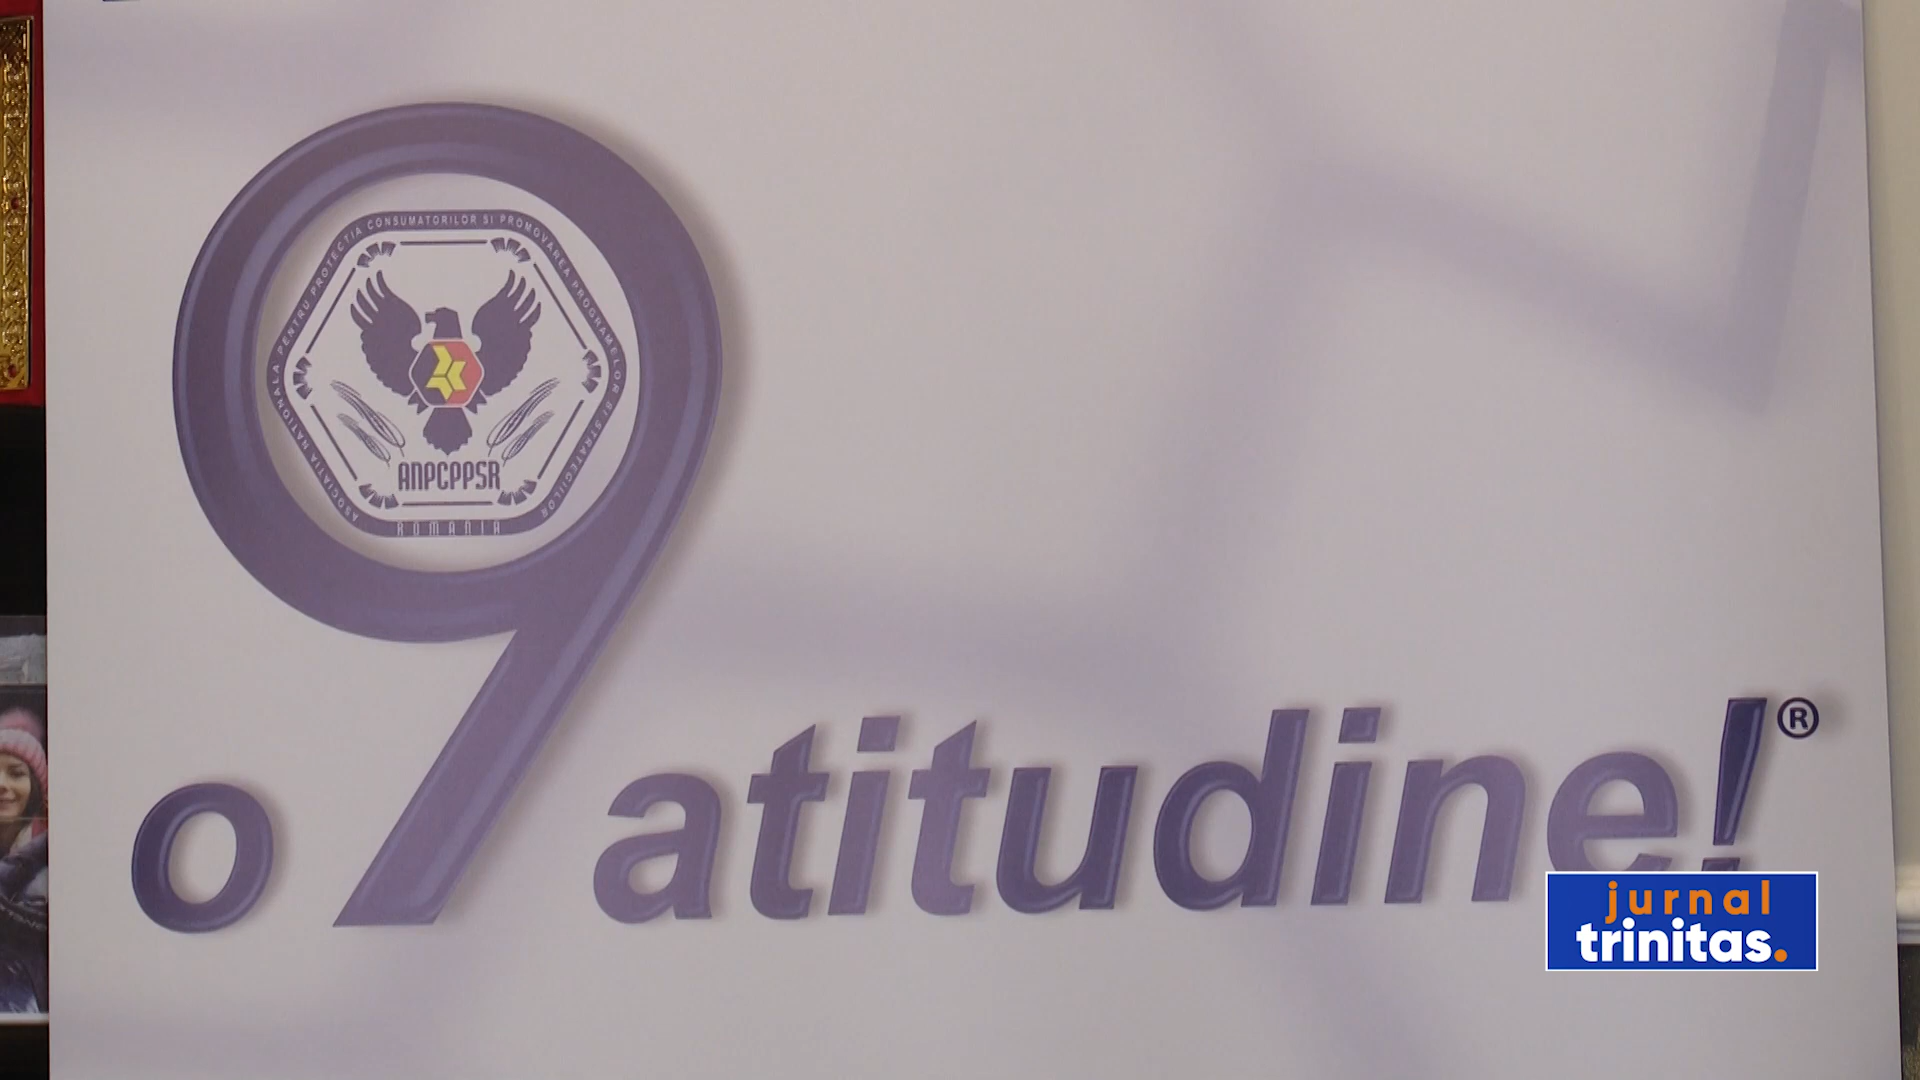 ASOCIATIA NATIONALA PENTRU PROTECTIA CONSUMATORILOR SI PROMOVAREA PROGRAMELOR SI STRATEGIILOR
ANPCPPSR
ROMANIA
o 9 atitudine!®
jurnal
trinitas.